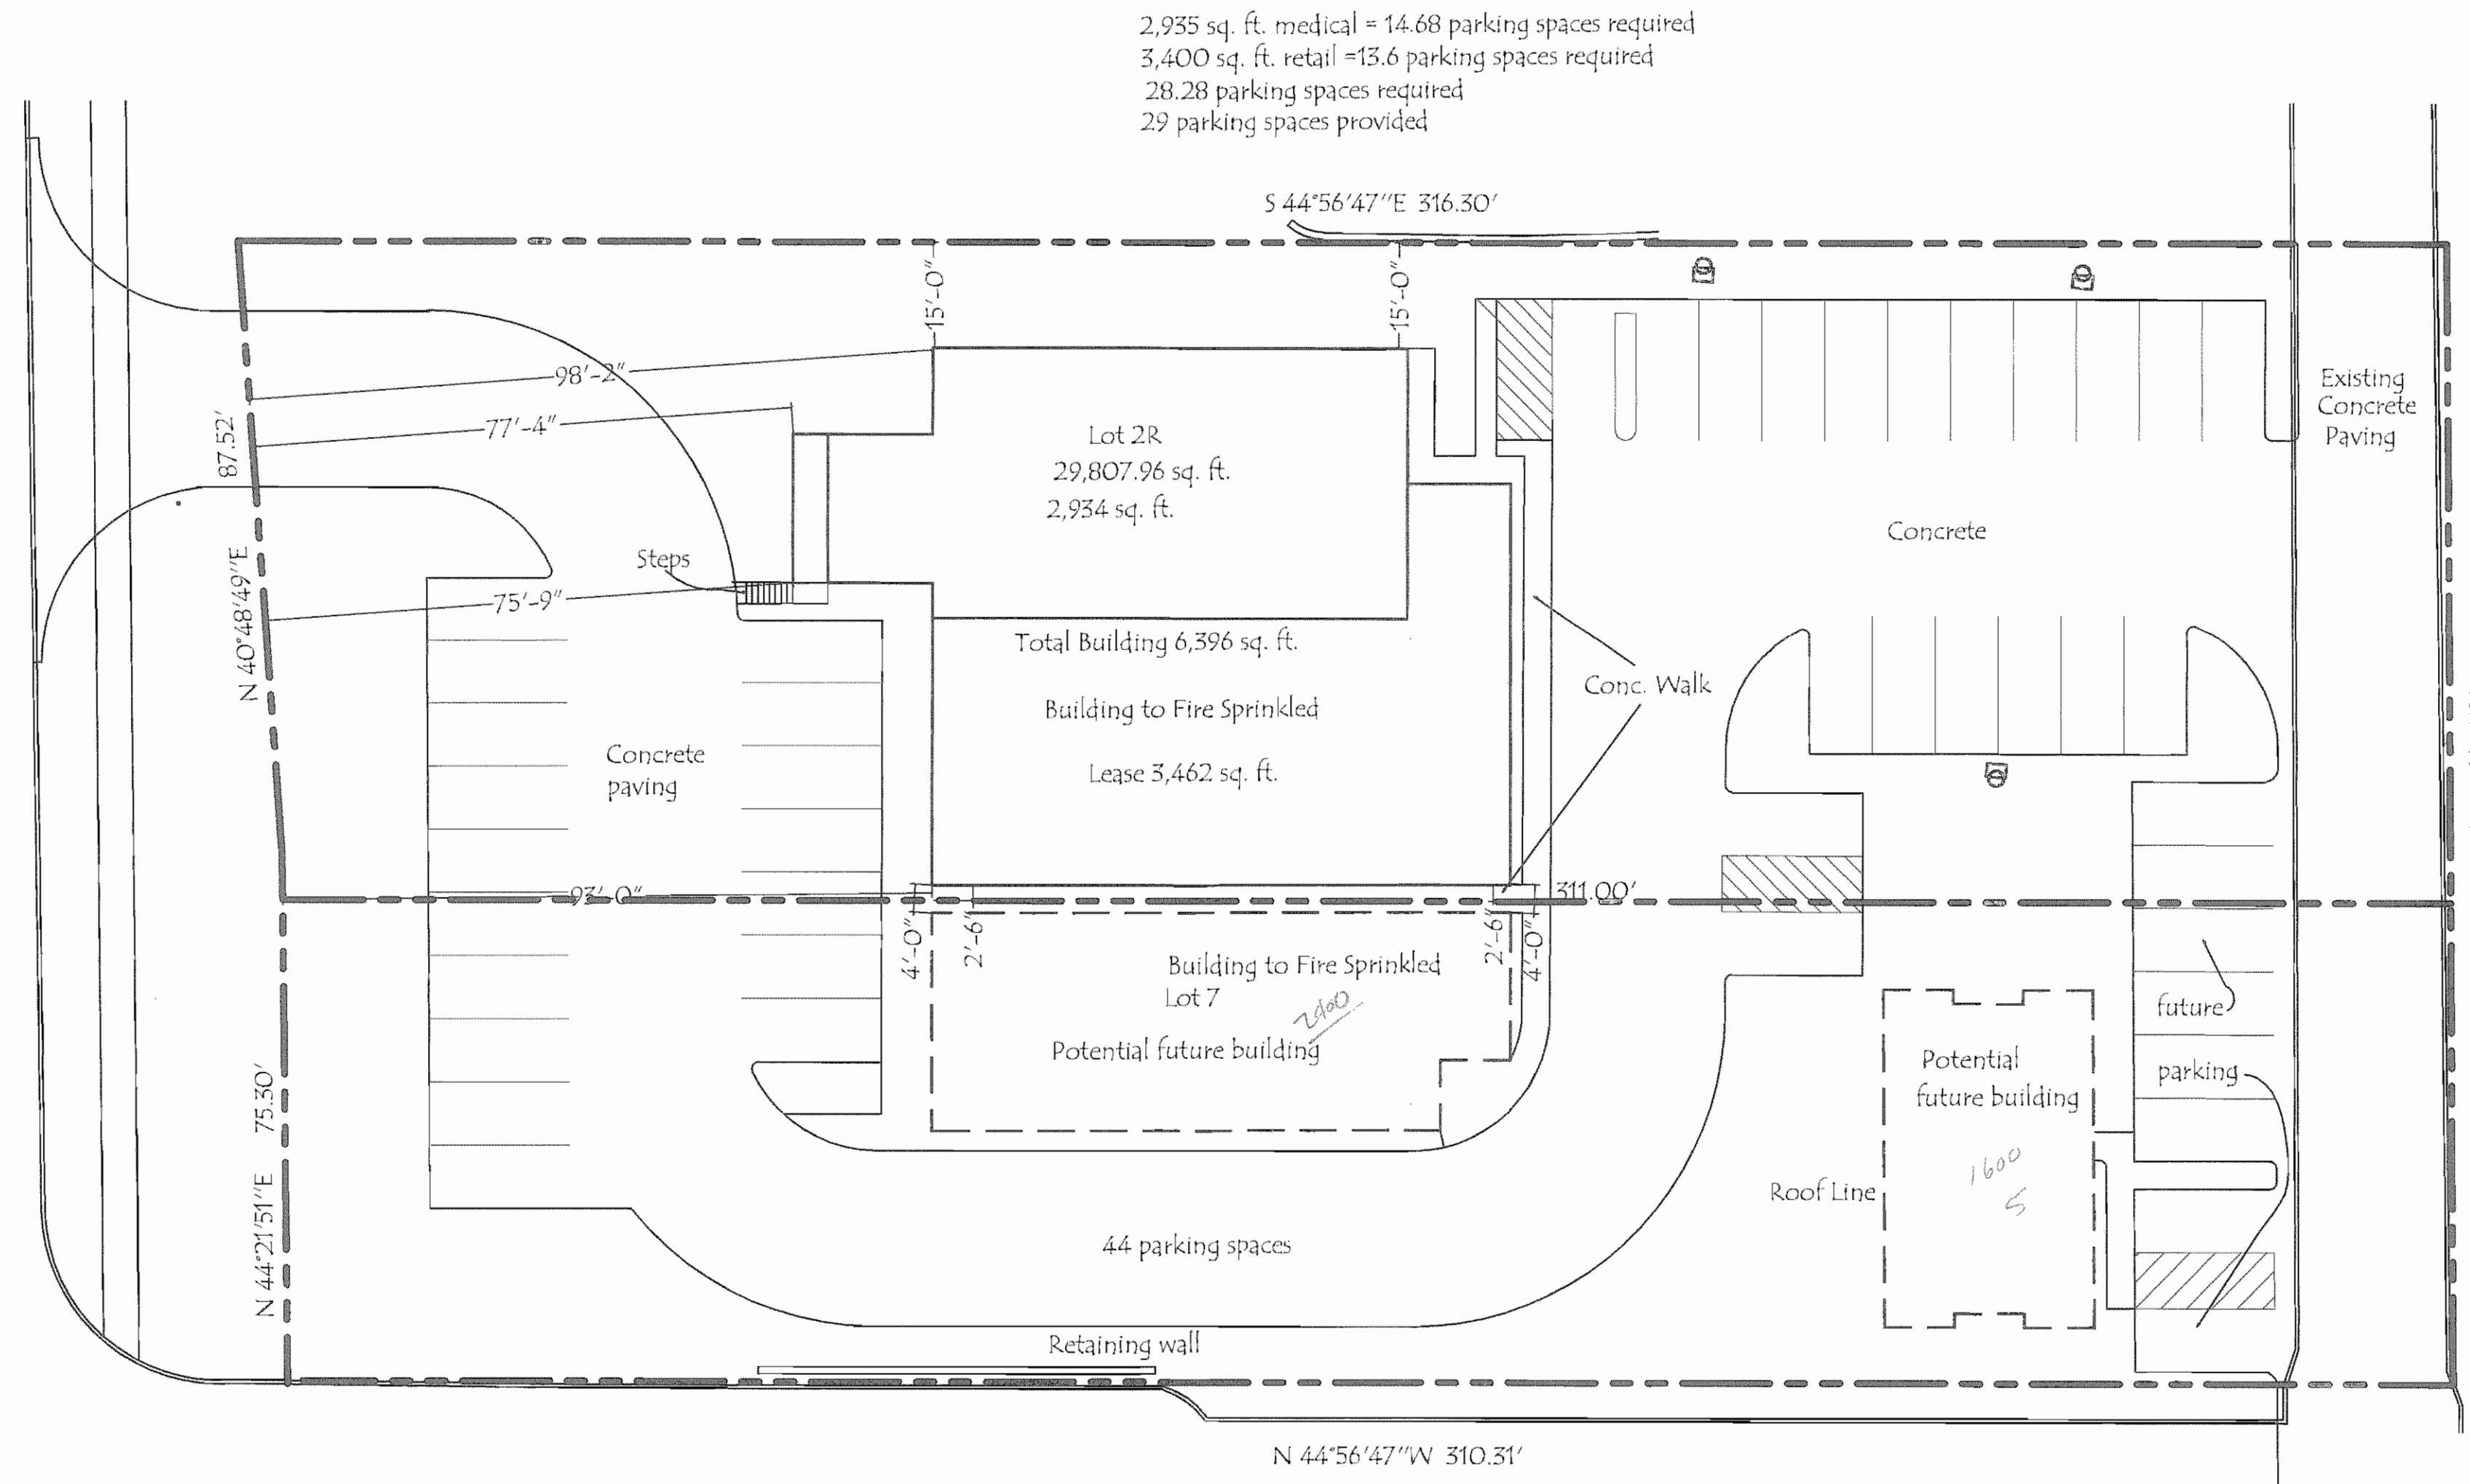 2,935 sq. ft. medical = 14.68 parking spaces required
3,400 sq. ft. retail =13.6 parking spaces required
28.28 parking spaces required
29 parking spaces provided
S 44°56'47"E 316.30'
15'-0"
15'-0"
98'-2"
77'-4"
87.52'
N 40°48'49"E
Lot 2R
29,807.96 sq. ft.
2,934 sq. ft.
Existing
Concrete
Paving
Concrete
Steps
75'-9"
Total Building 6,396 sq. ft.
Building to Fire Sprinkled
Lease 3,462 sq. ft.
Conc. Walk
Concrete
paving
93'-0"
311.00'
4'-0"
2'-6"
2'-6"
4'-0"
Building to Fire Sprinkled
Lot 7
2400
Potential future building
future
parking
Potential
future building
1600
5
Roof Line
N 44°21'51"E 75.30'
44 parking spaces
Retaining wall
N 44°56'47"W 310.31'